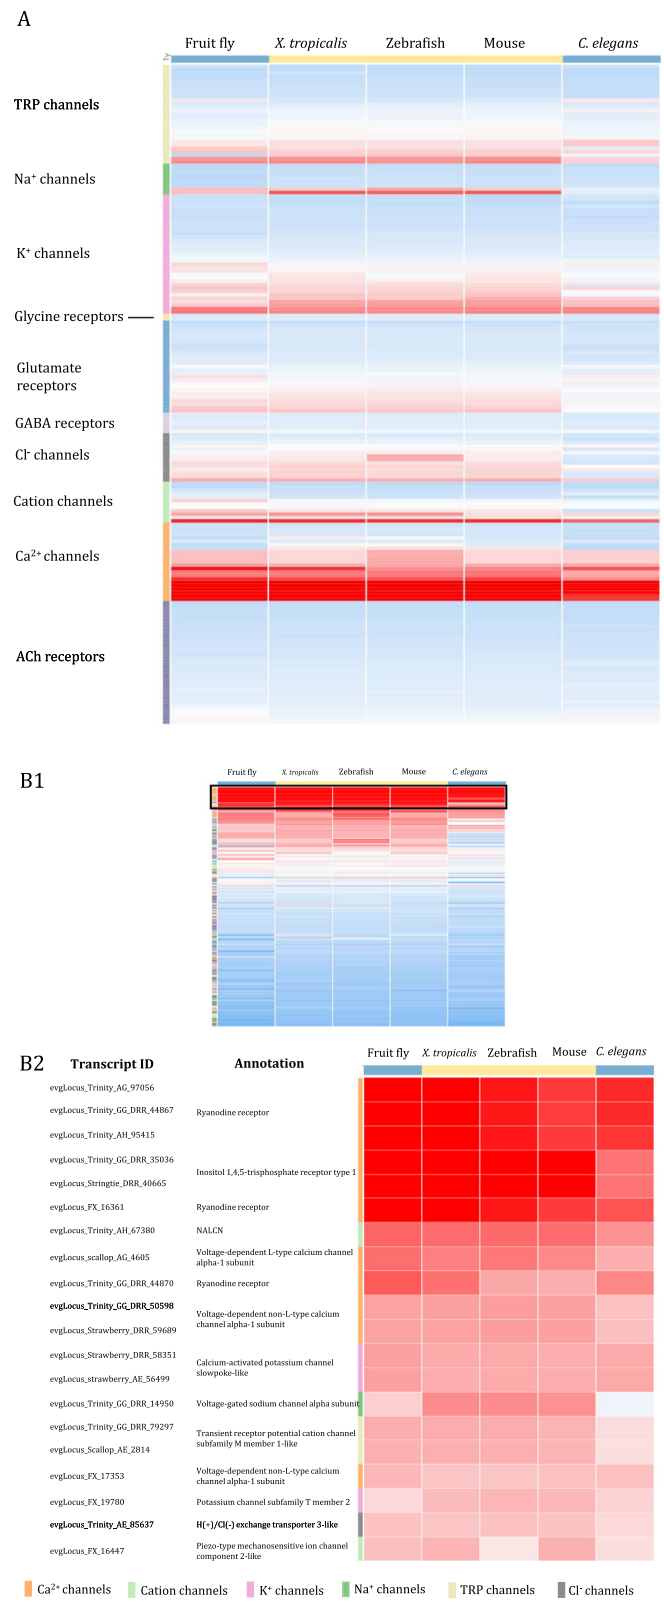 A
Fruit fly X. tropicalis Zebrafish Mouse C. elegans
TRP channels
Na+ channels
K+ channels
Glycine receptors
Glutamate
receptors
GABA receptors
Cl- channels
Cation channels
Ca2+ channels
ACh receptors
B1
Fruit fly X. tropicalis Zebrafish Mouse C. elegans
B2
Transcript ID Annotation Fruit fly X. tropicalis Zebrafish Mouse C. elegans
evgLocus_Trinity_AG_97056
evgLocus_Trinity_GG_DRR_44867 Ryanodine receptor
evgLocus_Trinity_AH_95415
evgLocus_Trinity_GG_DRR_35036
Inositol 1,4,5-trisphosphate receptor type 1
evgLocus_Stringtie_DRR_40665
evgLocus_FX_16361 Ryanodine receptor
evgLocus_Trinity_AH_67380 NALCN
evgLocus_scallop_AG_4605 Voltage-dependent L-type calcium channel
alpha-1 subunit
evgLocus_Trinity_GG_DRR_44870 Ryanodine receptor
evgLocus_Trinity_GG_DRR_50598
Voltage-dependent non-L-type calcium
channel alpha-1 subunit
evgLocus_Strawberry_DRR_59689
evgLocus_Strawberry_DRR_58351
Calcium-activated potassium channel
slowpoke-like
evgLocus_strawberry_AE_56499
evgLocus_Trinity_GG_DRR_14950 Voltage-gated sodium channel alpha subunit
evgLocus_Trinity_GG_DRR_79297
Transient receptor potential cation channel
subfamily M member 1-like
evgLocus_Scallop_AE_2814
evgLocus_FX_17353 Voltage-dependent non-L-type calcium
channel alpha-1 subunit
evgLocus_FX_19780 Potassium channel subfamily T member 2
evgLocus_Trinity_AE_85637 H(+)/Cl(-) exchange transporter 3-like
evgLocus_FX_16447 Piezo-type mechanosensitive ion channel
component 2-like
Ca2+ channels Cation channels K+ channels Na+ channels TRP channels Cl- channels